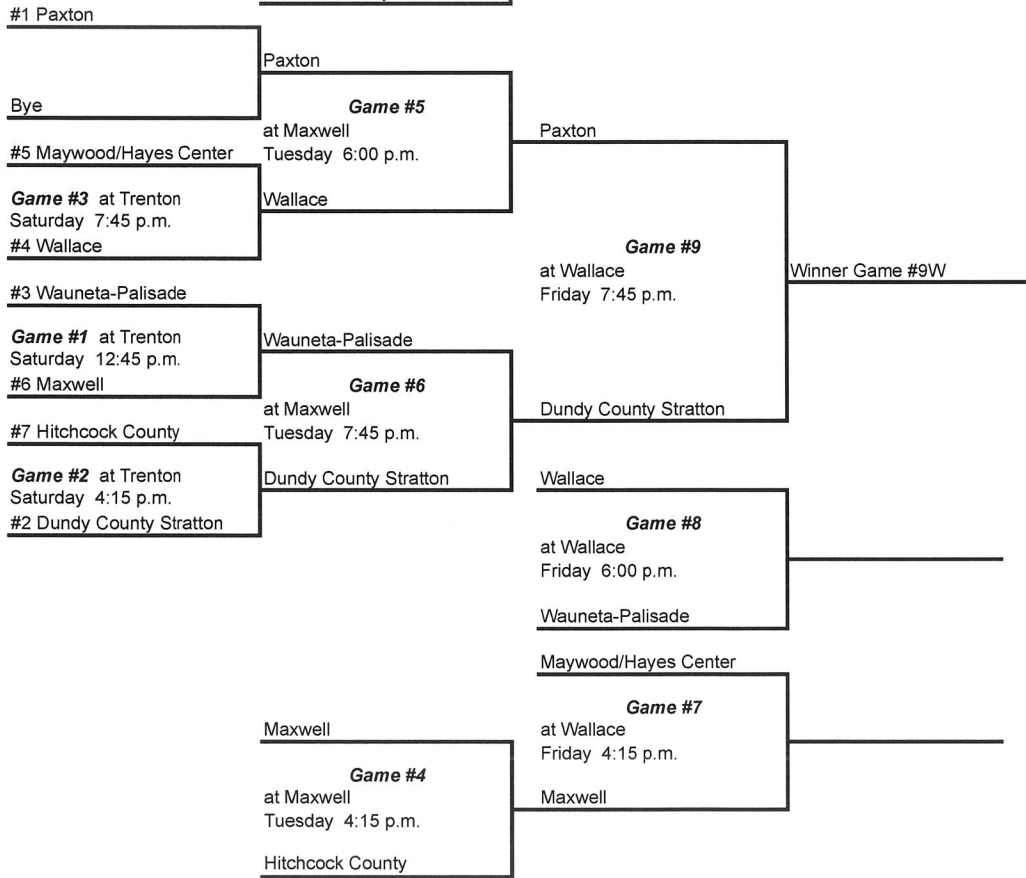 #1 Paxton
Bye
#5 Maywood/Hayes Center
Game #3 at Trenton
Saturday 7:45 p.m.
#4 Wallace
#3 Wauneta-Palisade
Game #1 at Trenton
Saturday 12:45 p.m.
#6 Maxwell
#7 Hitchcock County
Game #2 at Trenton
Saturday 4:15 p.m.
#2 Dundy County Stratton
Paxton
Game #5
at Maxwell
Tuesday 6:00 p.m.
Wallace
Wauneta-Palisade
Game #6
at Maxwell
Tuesday 7:45 p.m.
Dundy County Stratton
Maxwell
Game #4
at Maxwell
Tuesday 4:15 p.m.
Hitchcock County
Paxton
Game #9
at Wallace
Friday 7:45 p.m.
Dundy County Stratton
Wallace
Game #8
at Wallace
Friday 6:00 p.m.
Wauneta-Palisade
Maywood/Hayes Center
Game #7
at Wallace
Friday 4:15 p.m.
Maxwell
Winner Game #9W